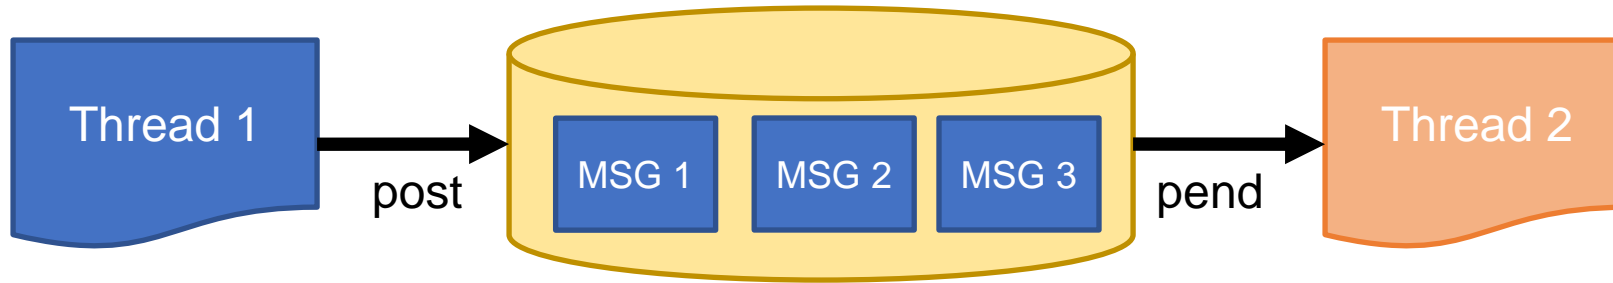 Thread 1
post
MSG 1
MSG 2
MSG 3
pend
Thread 2